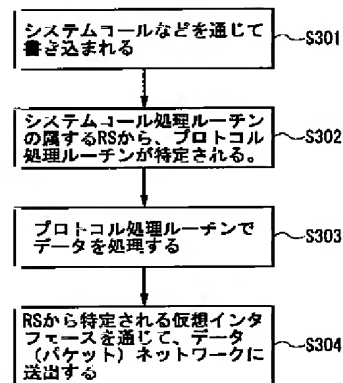 システムコールなどを通じて
書き込まれる
S301
システムコール処理ルーチン
の属するRSから、プロトコル
処理ルーチンが特定される。
S302
プロトコル処理ルーチンで
データを処理する
S303
RSから特定される仮想インタ
フェースを通じて、データ
(パケット)ネットワークに
送出する
S304